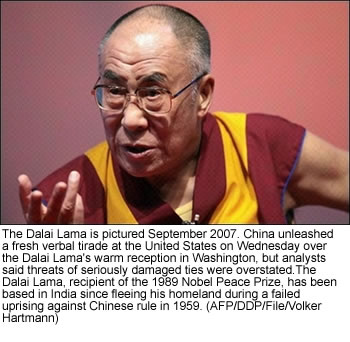 The Dalai Lama is pictured September 2007. China unleashed
a fresh verbal tirade at the United States on Wednesday over
the Dalai Lama's warm reception in Washington, but analysts
said threats of seriously damaged ties were overstated.The
Dalai Lama, recipient of the 1989 Nobel Peace Prize, has been
based in India since fleeing his homeland during a failed
uprising against Chinese rule in 1959. (AFP/DDP/File/Volker
Hartmann)